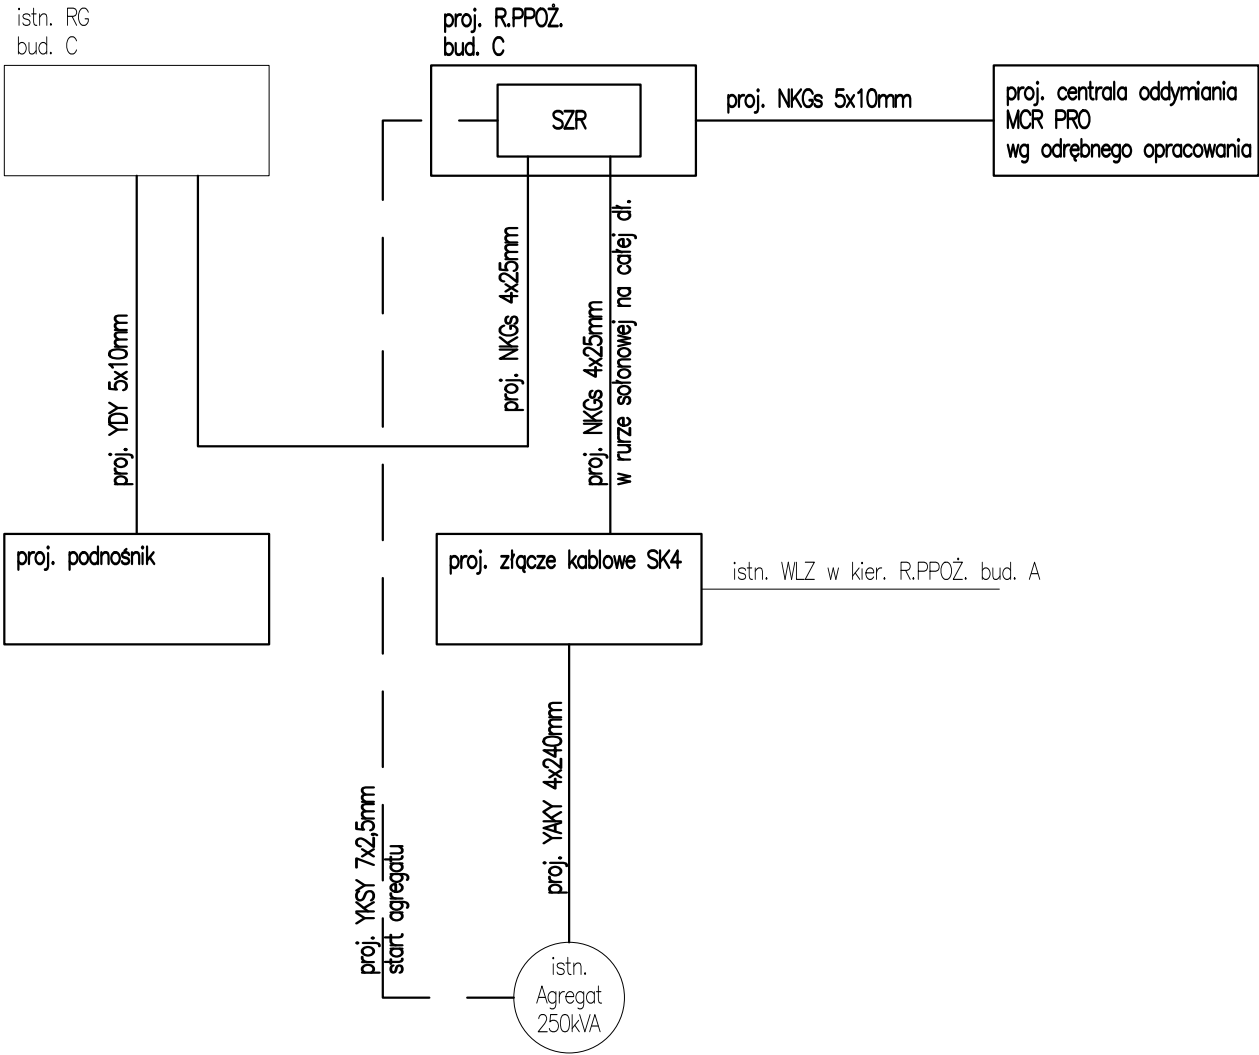 istn. RG
bud. C
proj. R.PPOŻ.
bud. C
SZR
proj. NKGs 5x10mm
proj. centrala oddymiania
MCR PRO
wg odrębnego opracowania
proj. YDY 5x10mm
proj. NKGs 4x25mm
proj. NKGs 4x25mm
w rurze sołonowej na całej dł.
proj. podnośnik
proj. złącze kablowe SK4
istn. WLZ w kier. R.PPOŻ. bud. A
proj. YKSY 7x2,5mm
start agregatu
proj. YAKY 4x240mm
istn.
Agregat
250kVA